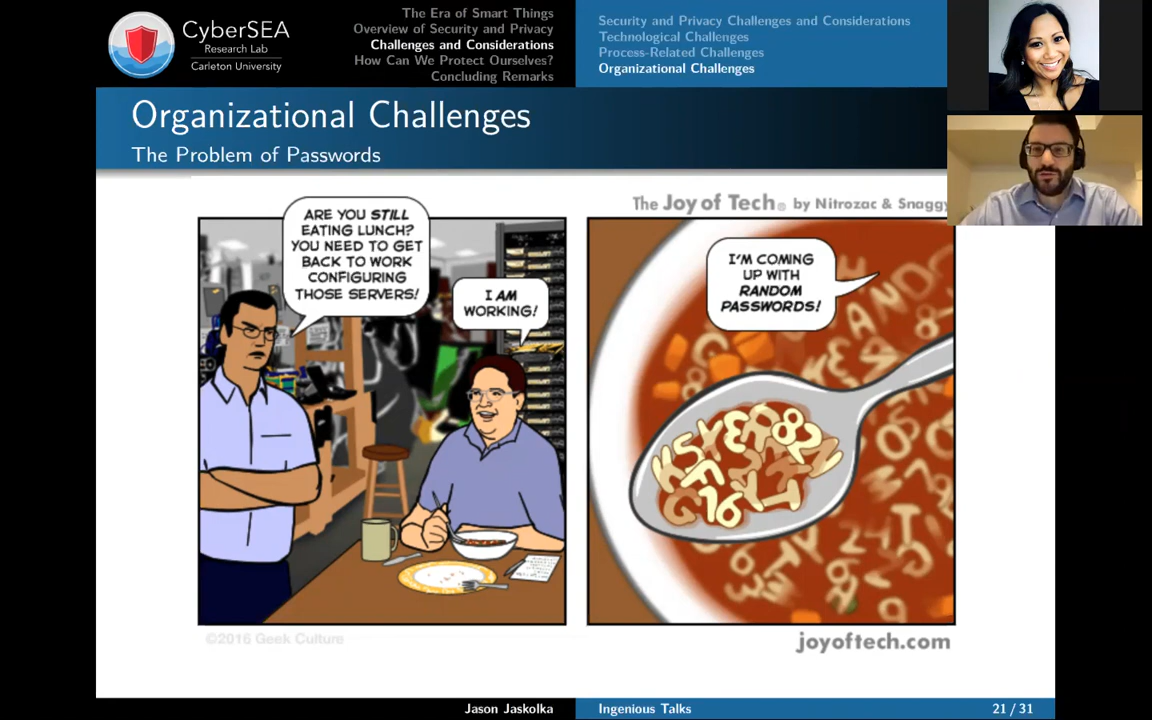 CyberSEA
Research Lab
Carleton University
The Era of Smart Things
Overview of Security and Privacy
Challenges and Considerations
How Can We Protect Ourselves?
Concluding Remarks
Security and Privacy Challenges and Considerations
Technological Challenges
Process-Related Challenges
Organizational Challenges
Organizational Challenges
The Problem of Passwords
The Joy of Tech® by Nitrozac & Snaggy
ARE YOU STILL
EATING LUNCH?
YOU NEED TO GET
BACK TO WORK
CONFIGURING
THOSE SERVERS!
I AM
WORKING!
I'M COMING
UP WITH
RANDOM
PASSWORDS!
©2016 Geek Culture
joyoftech.com
Jason Jaskolka
Ingenious Talks
21 / 31